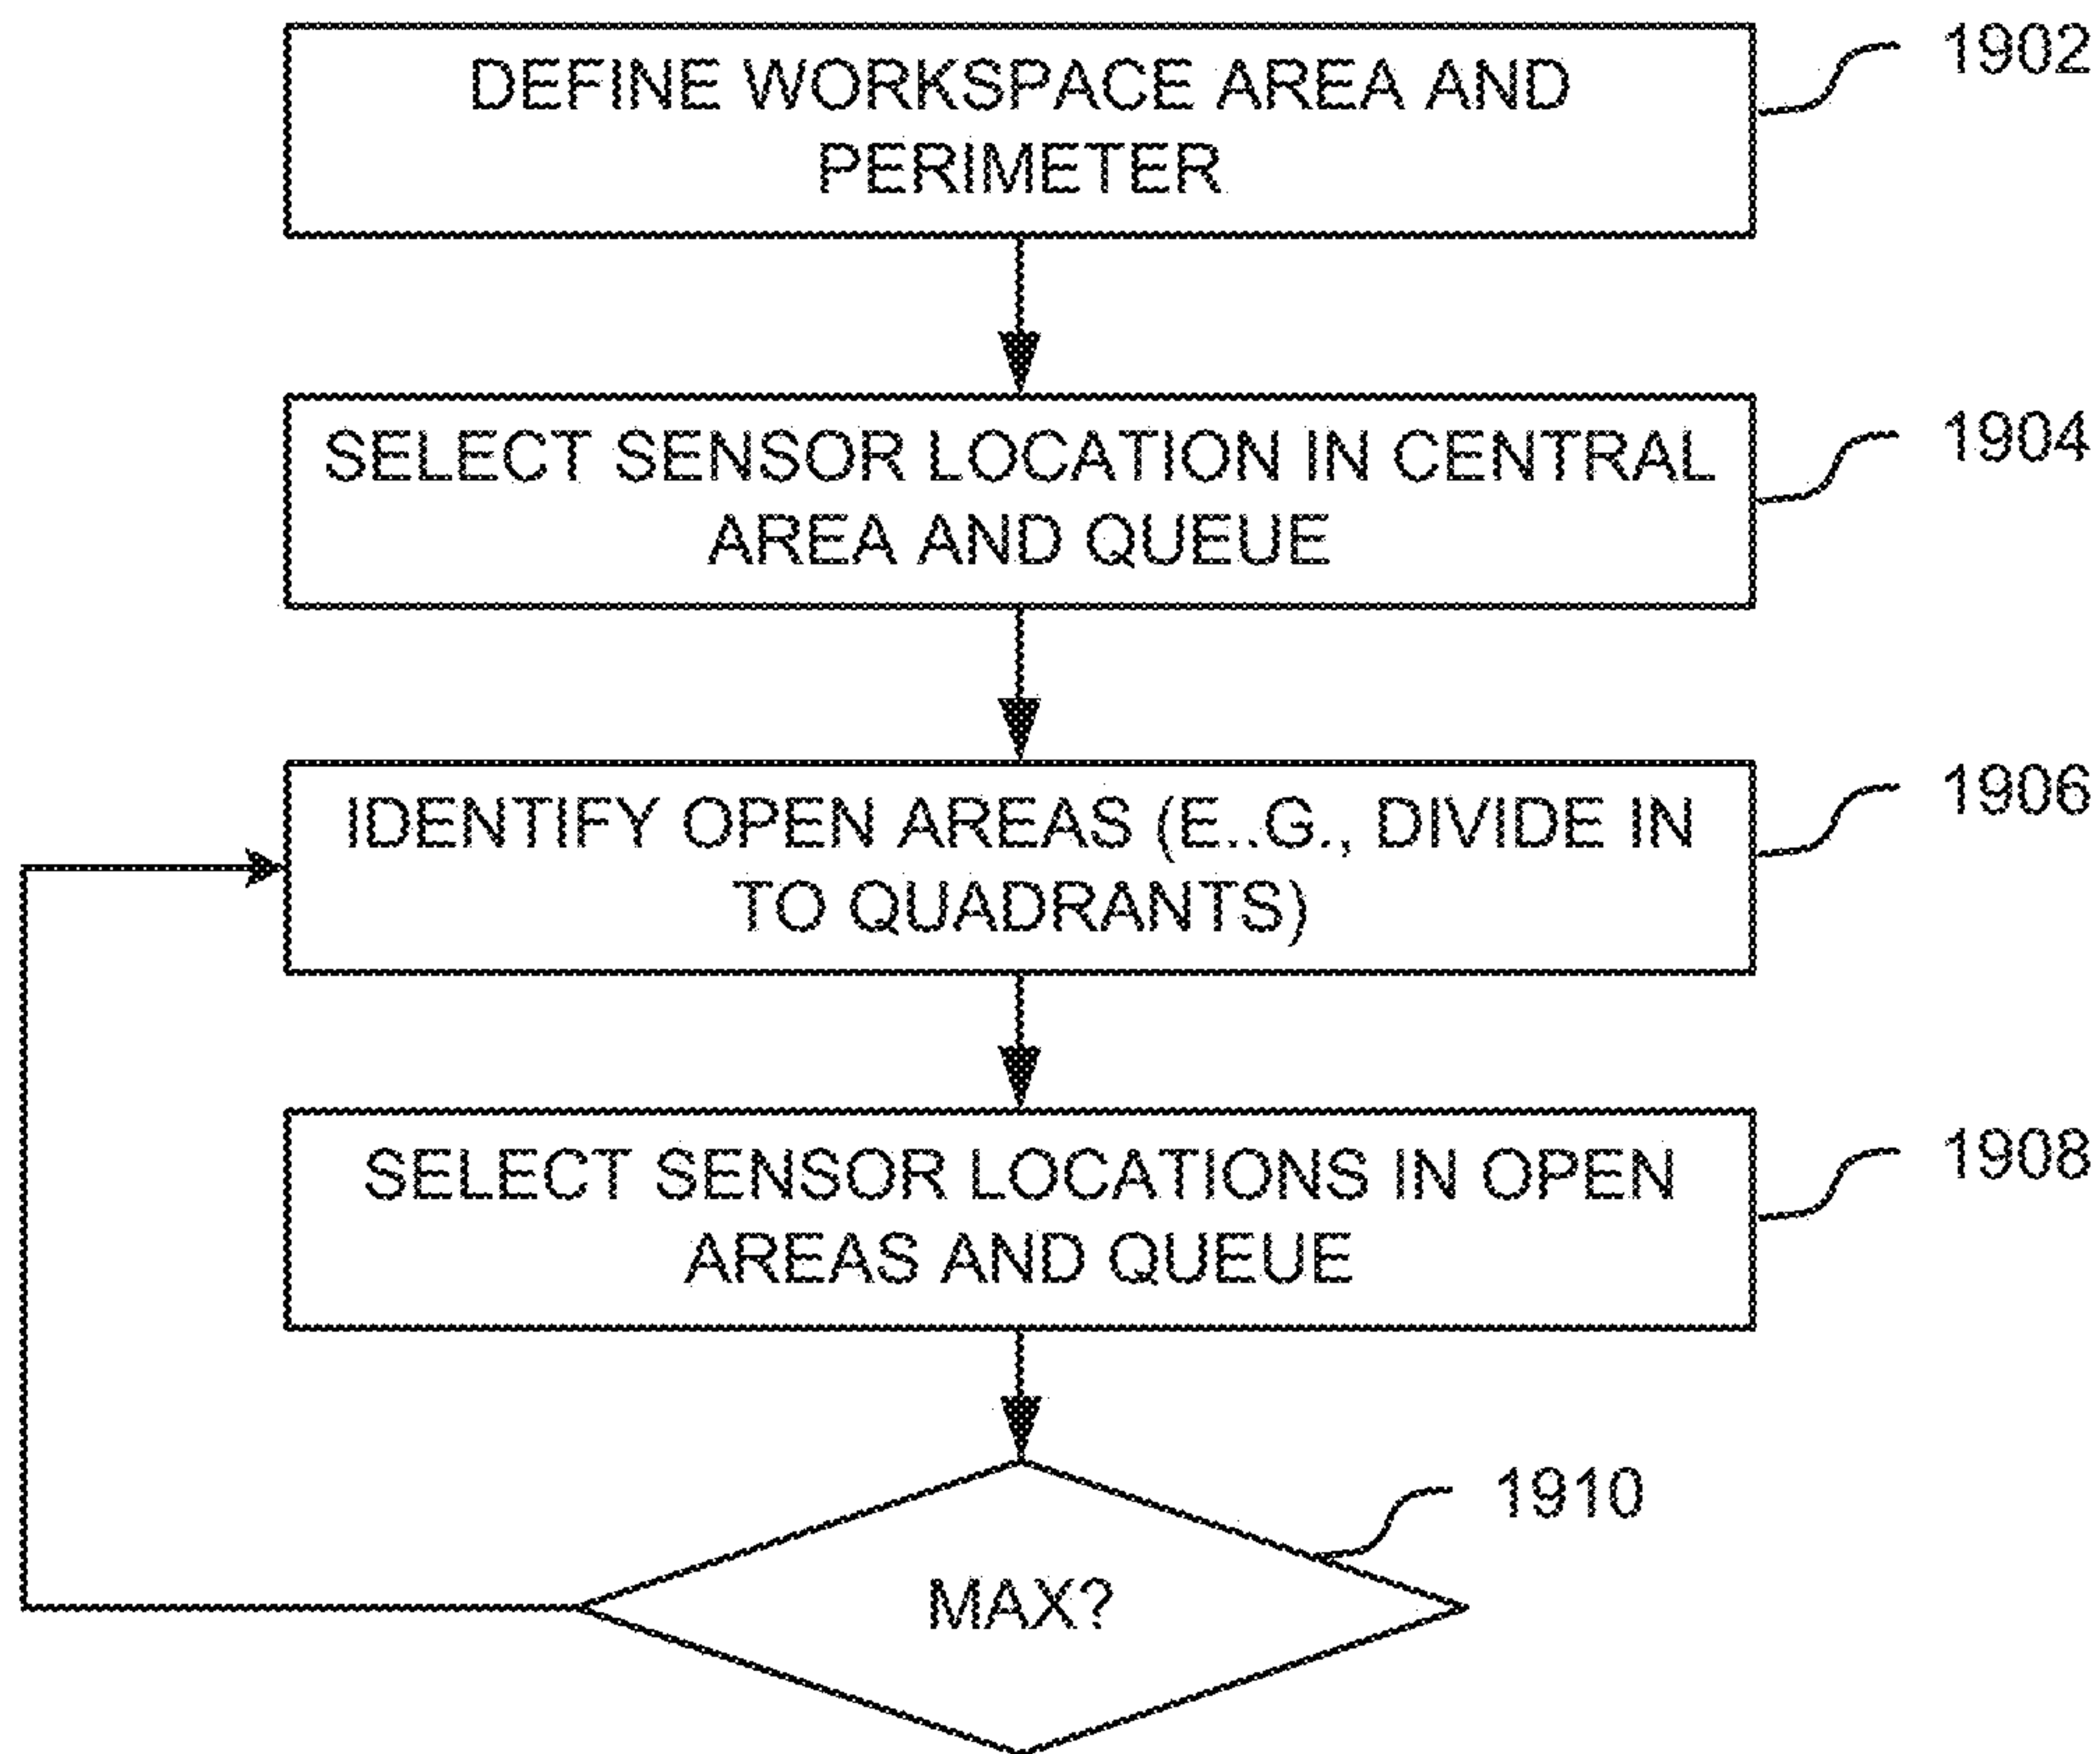 DEFINE WORKSPACE AREA AND
PERIMETER
1902
SELECT SENSOR LOCATION IN CENTRAL
AREA AND QUEUE
1904
IDENTIFY OPEN AREAS (E..G., DIVIDE IN
TO QUADRANTS)
1906
SELECT SENSOR LOCATIONS IN OPEN
AREAS AND QUEUE
1908
MAX?
1910